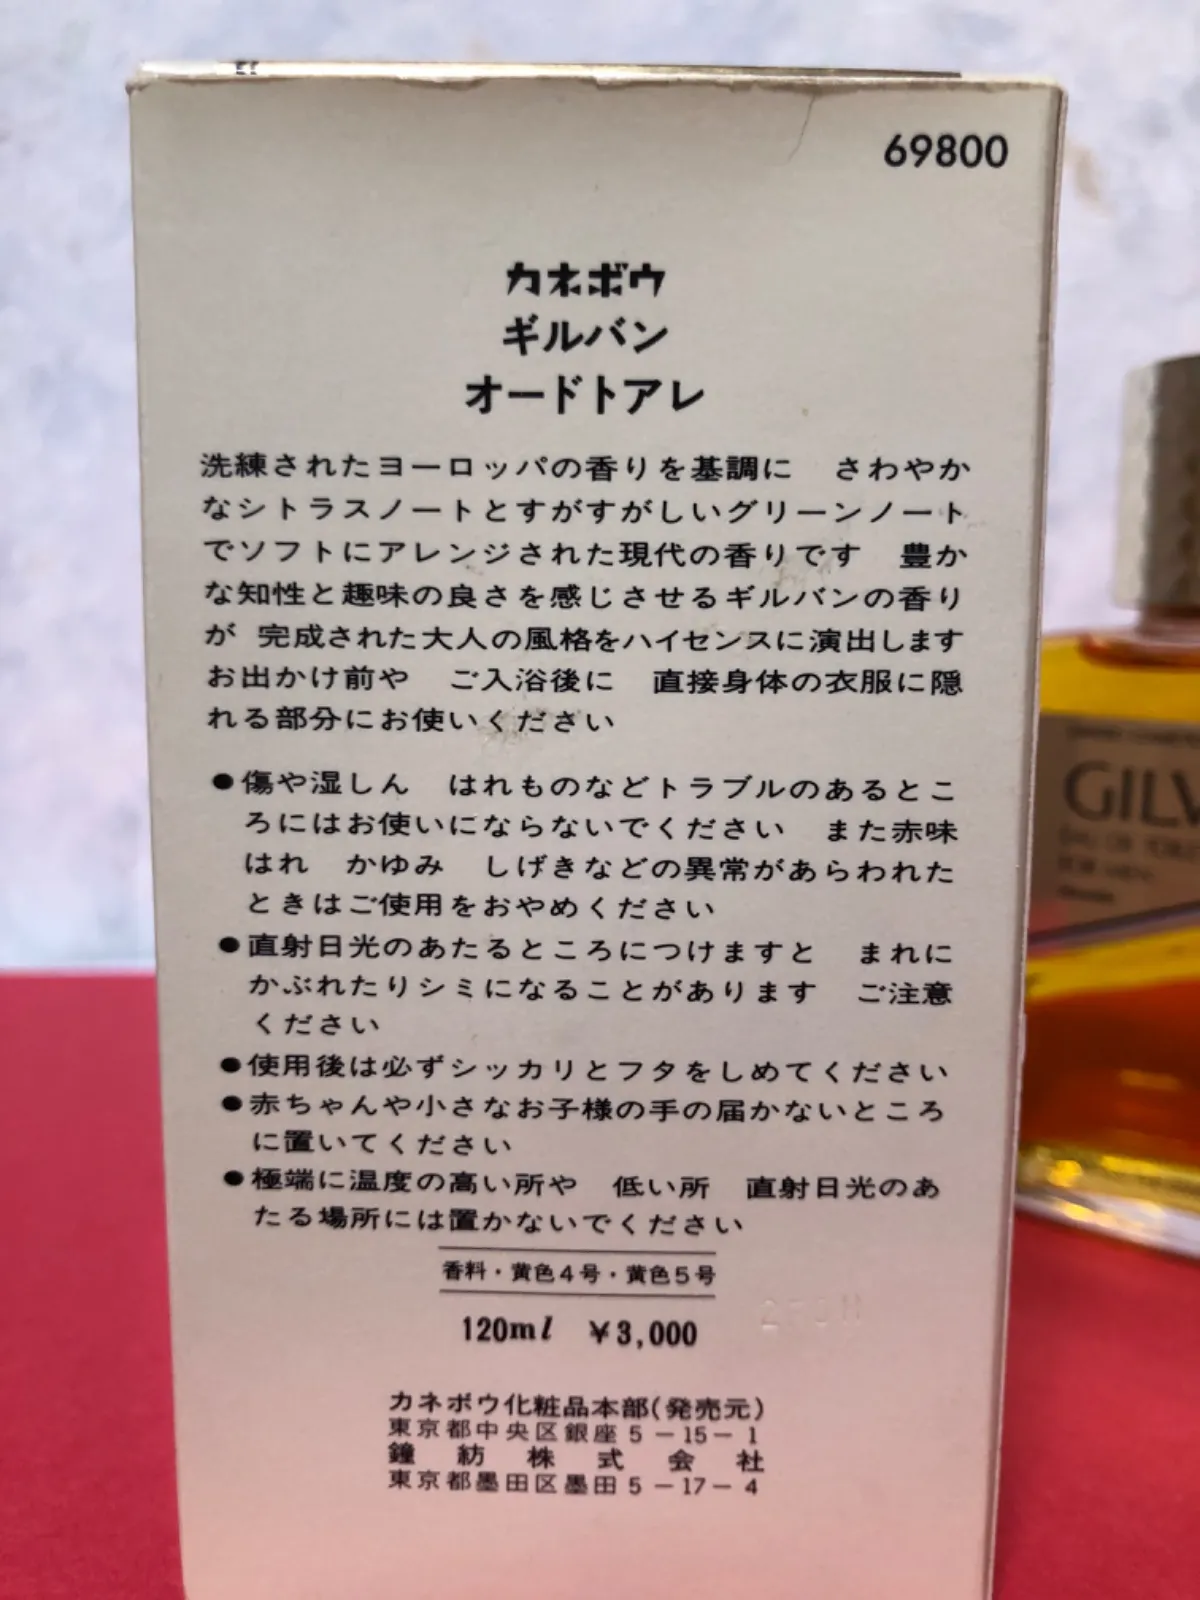 69800
カネボウ
ギルバン
オードトアレ
洗練されたヨーロッパの香りを基調に　さわやか
なシトラスノートとすがすがしいグリーンノート
でソフトにアレンジされた現代の香りです　豊か
な知性と趣味の良さを感じさせるギルバンの香り
が 完成された大人の風格をハイセンスに演出します
お出かけ前や　ご入浴後に　直接身体の衣服に隠
れる部分にお使いください
●傷や湿しん　はれものなどトラブルのあるとこ
ろにはお使いにならないでください　また赤味
はれ　かゆみ　しげきなどの異常があらわれた
ときはご使用をおやめください
●直射日光のあたるところにつけますと　まれに
かぶれたりシミになることがあります　ご注意
ください
●使用後は必ずシッカリとフタをしめてください
●赤ちゃんや小さなお子様の手の届かないところ
に置いてください
●極端に温度の高い所や　低い所　直射日光のあ
たる場所には置かないでください
香料・黄色4号・黄色5号
120ml ￥3,000
カネボウ化粧品本部(発売元)
東京都中央区銀座5－15－1
鐘紡株式会社
東京都墨田区墨田5－17－4
GILV